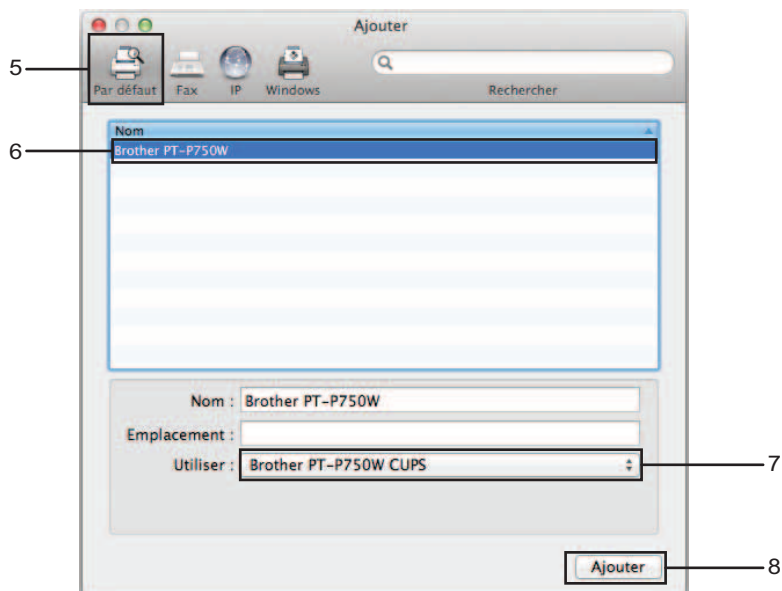 Ajouter
5
Par défaut Fax IP Windows Rechercher
Nom
6
Brother PT-P750W
Nom : Brother PT-P750W
Emplacement :
Utiliser : Brother PT-P750W CUPS
7
Ajouter
8